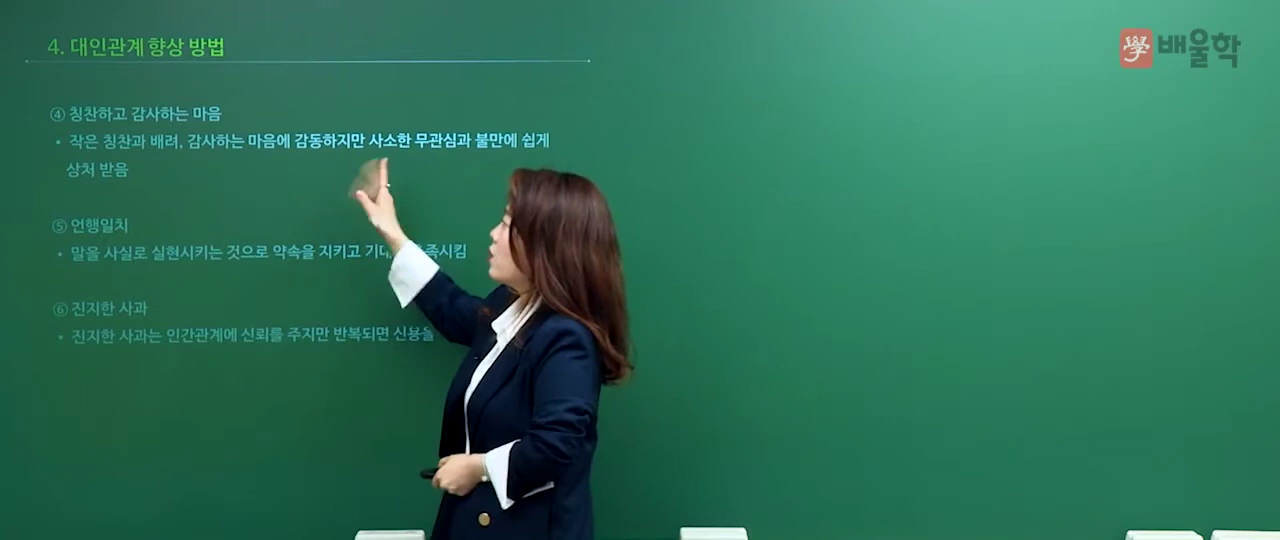 4. 대인관계 향상 방법
學 배울학
④ 칭찬하고 감사하는 마음
• 작은 칭찬과 배려, 감사하는 마음에 감동하지만 사소한 무관심과 불만에 쉽게
상처 받음
⑤ 언행일치
• 말을 사실로 실현시키는 것으로 약속을 지키고 족시킴
⑥ 진지한 사과
• 진지한 사과는 인간관계에 신뢰를 주지만 반복되면 신용을